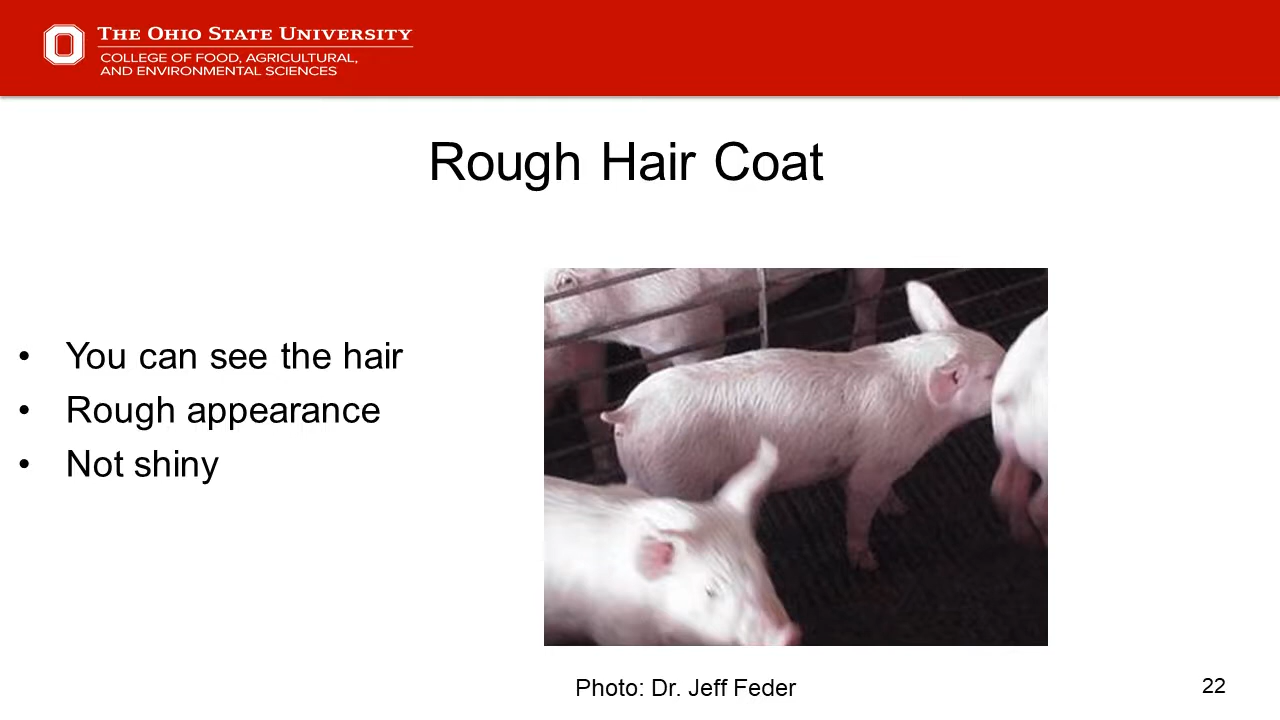 THE OHIO STATE UNIVERSITY
COLLEGE OF FOOD, AGRICULTURAL,
AND ENVIRONMENTAL SCIENCES
Rough Hair Coat
• You can see the hair
• Rough appearance
• Not shiny
Photo: Dr. Jeff Feder
22